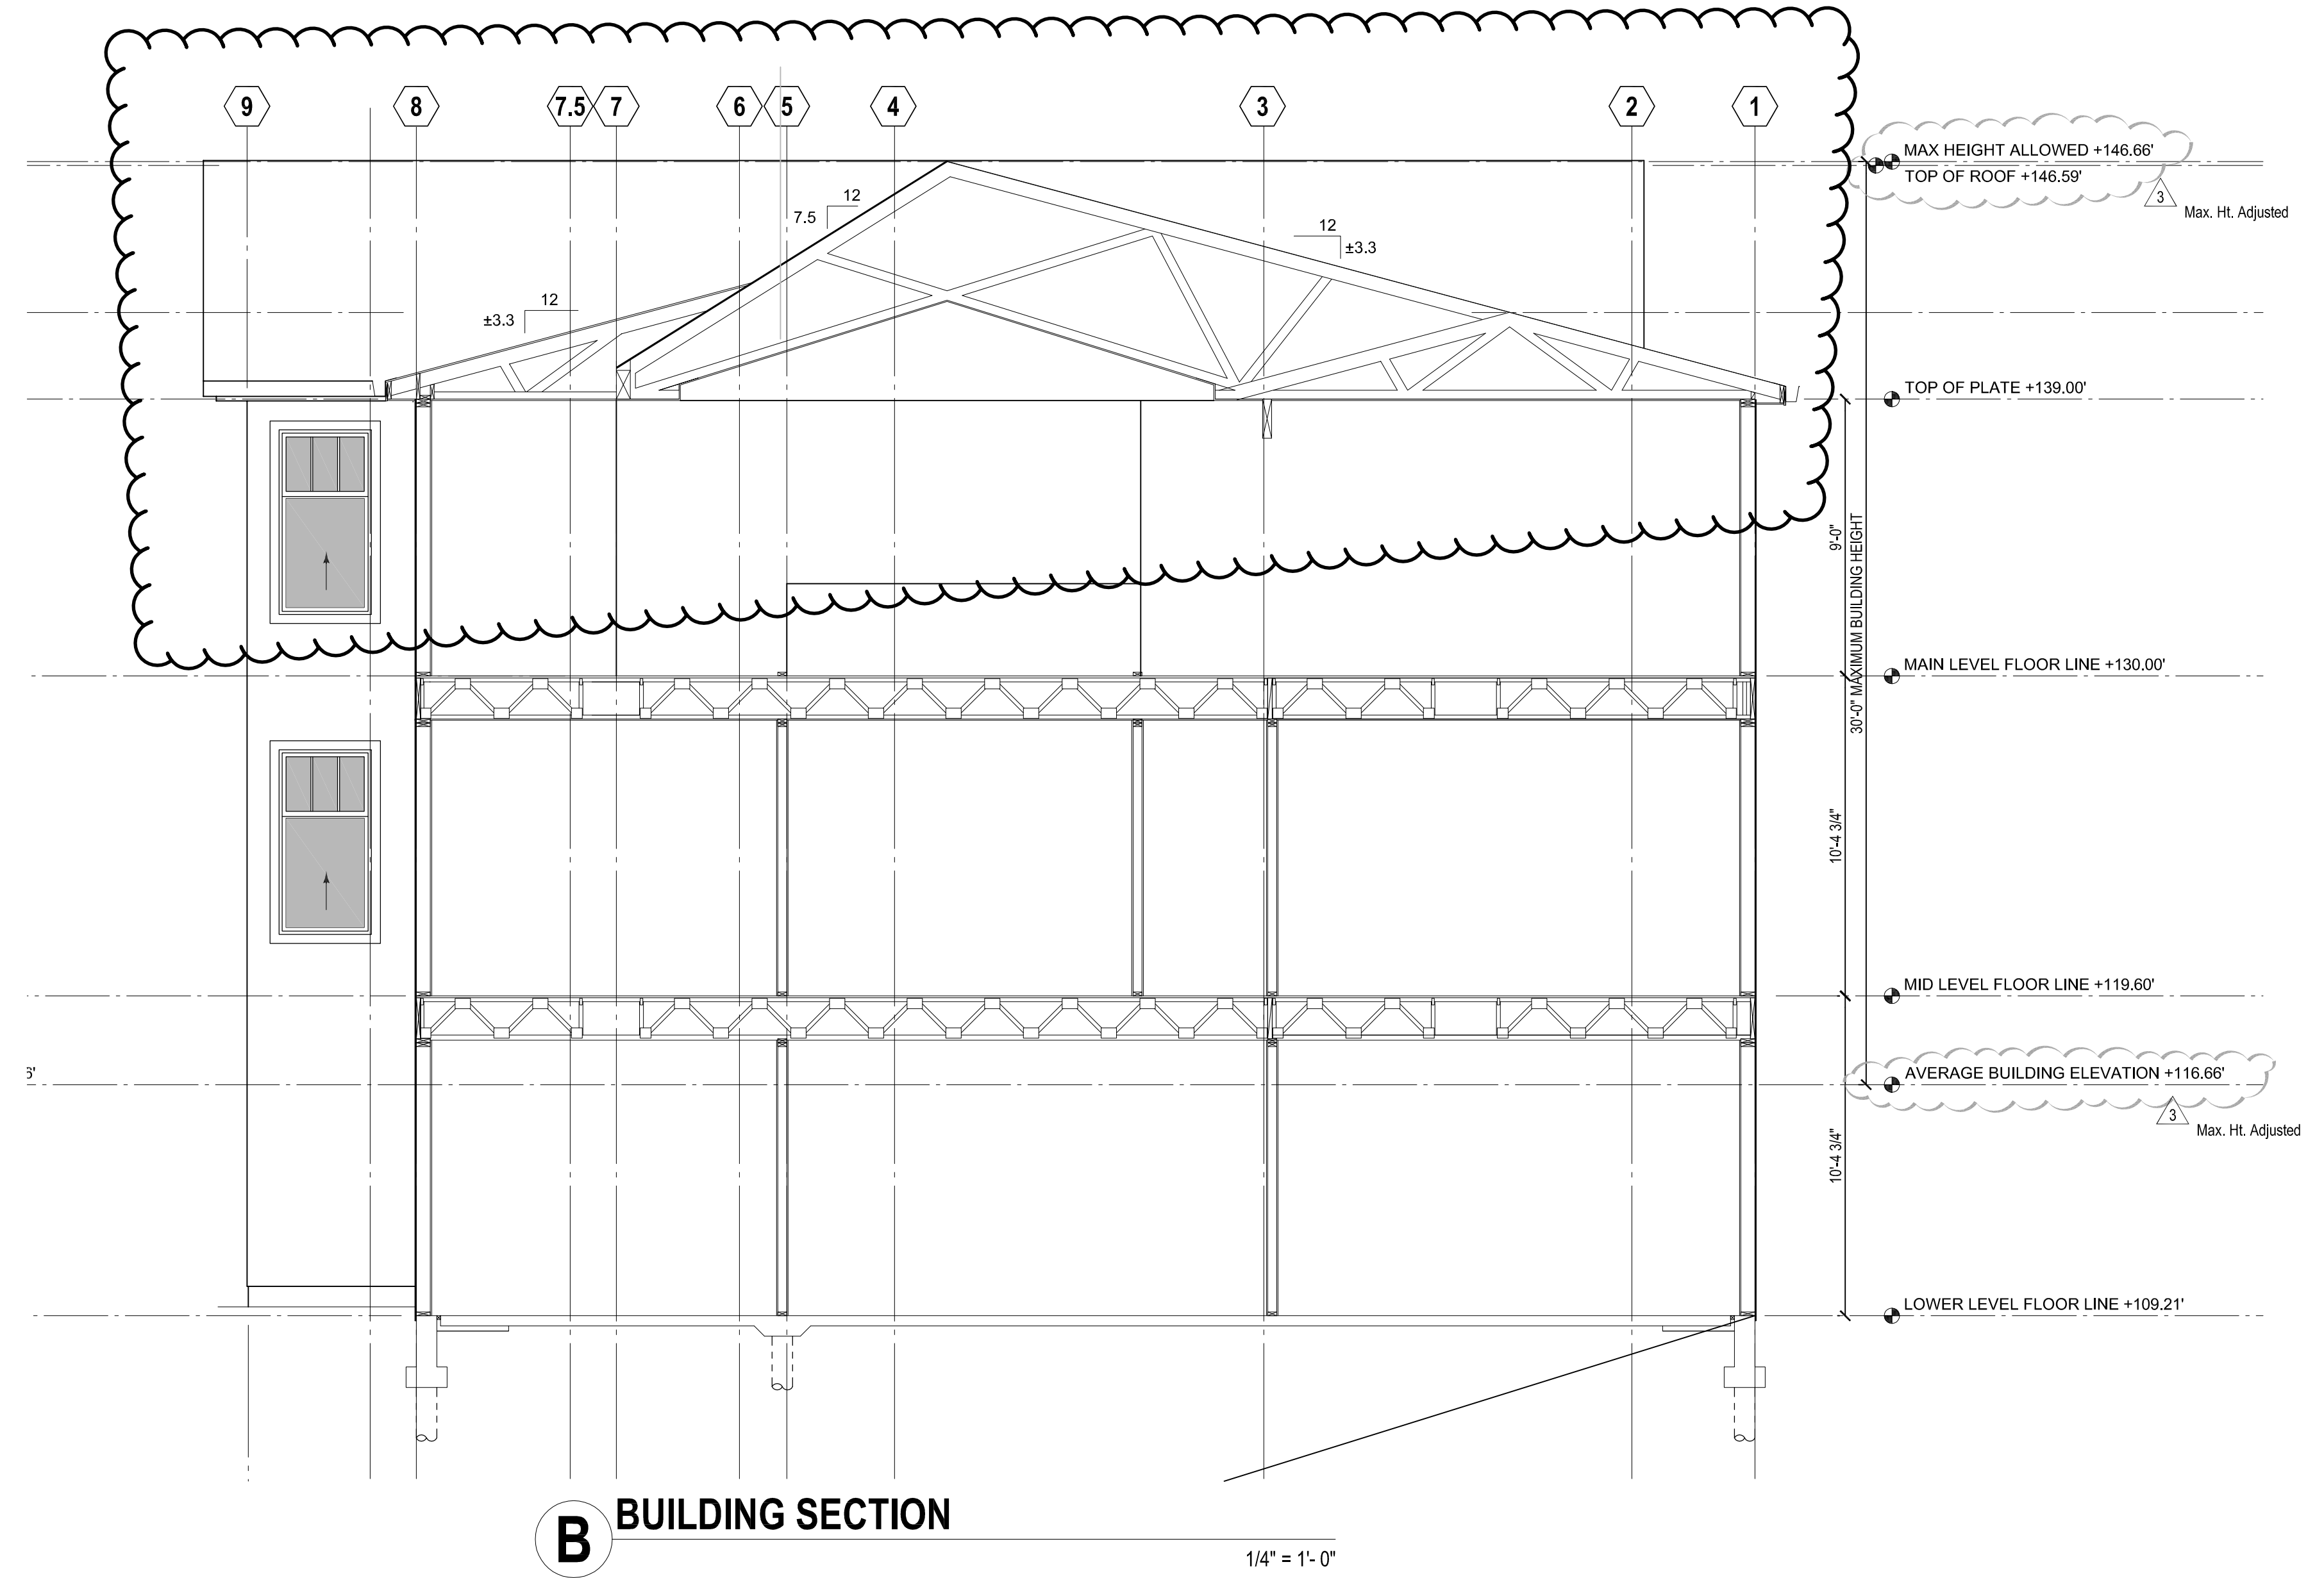 9 8 7.5 7 6 5 4 3 2 1
MAX HEIGHT ALLOWED +146.66'
TOP OF ROOF +146.59'
3
Max. Ht. Adjusted
12
7.5
12
±3.3
12
±3.3
TOP OF PLATE +139.00'
9'-0"
30'-0" MAXIMUM BUILDING HEIGHT
MAIN LEVEL FLOOR LINE +130.00'
10'-4 3/4"
MID LEVEL FLOOR LINE +119.60'
6'
AVERAGE BUILDING ELEVATION +116.66'
3
Max. Ht. Adjusted
10'-4 3/4"
LOWER LEVEL FLOOR LINE +109.21'
B BUILDING SECTION
1/4" = 1'- 0"